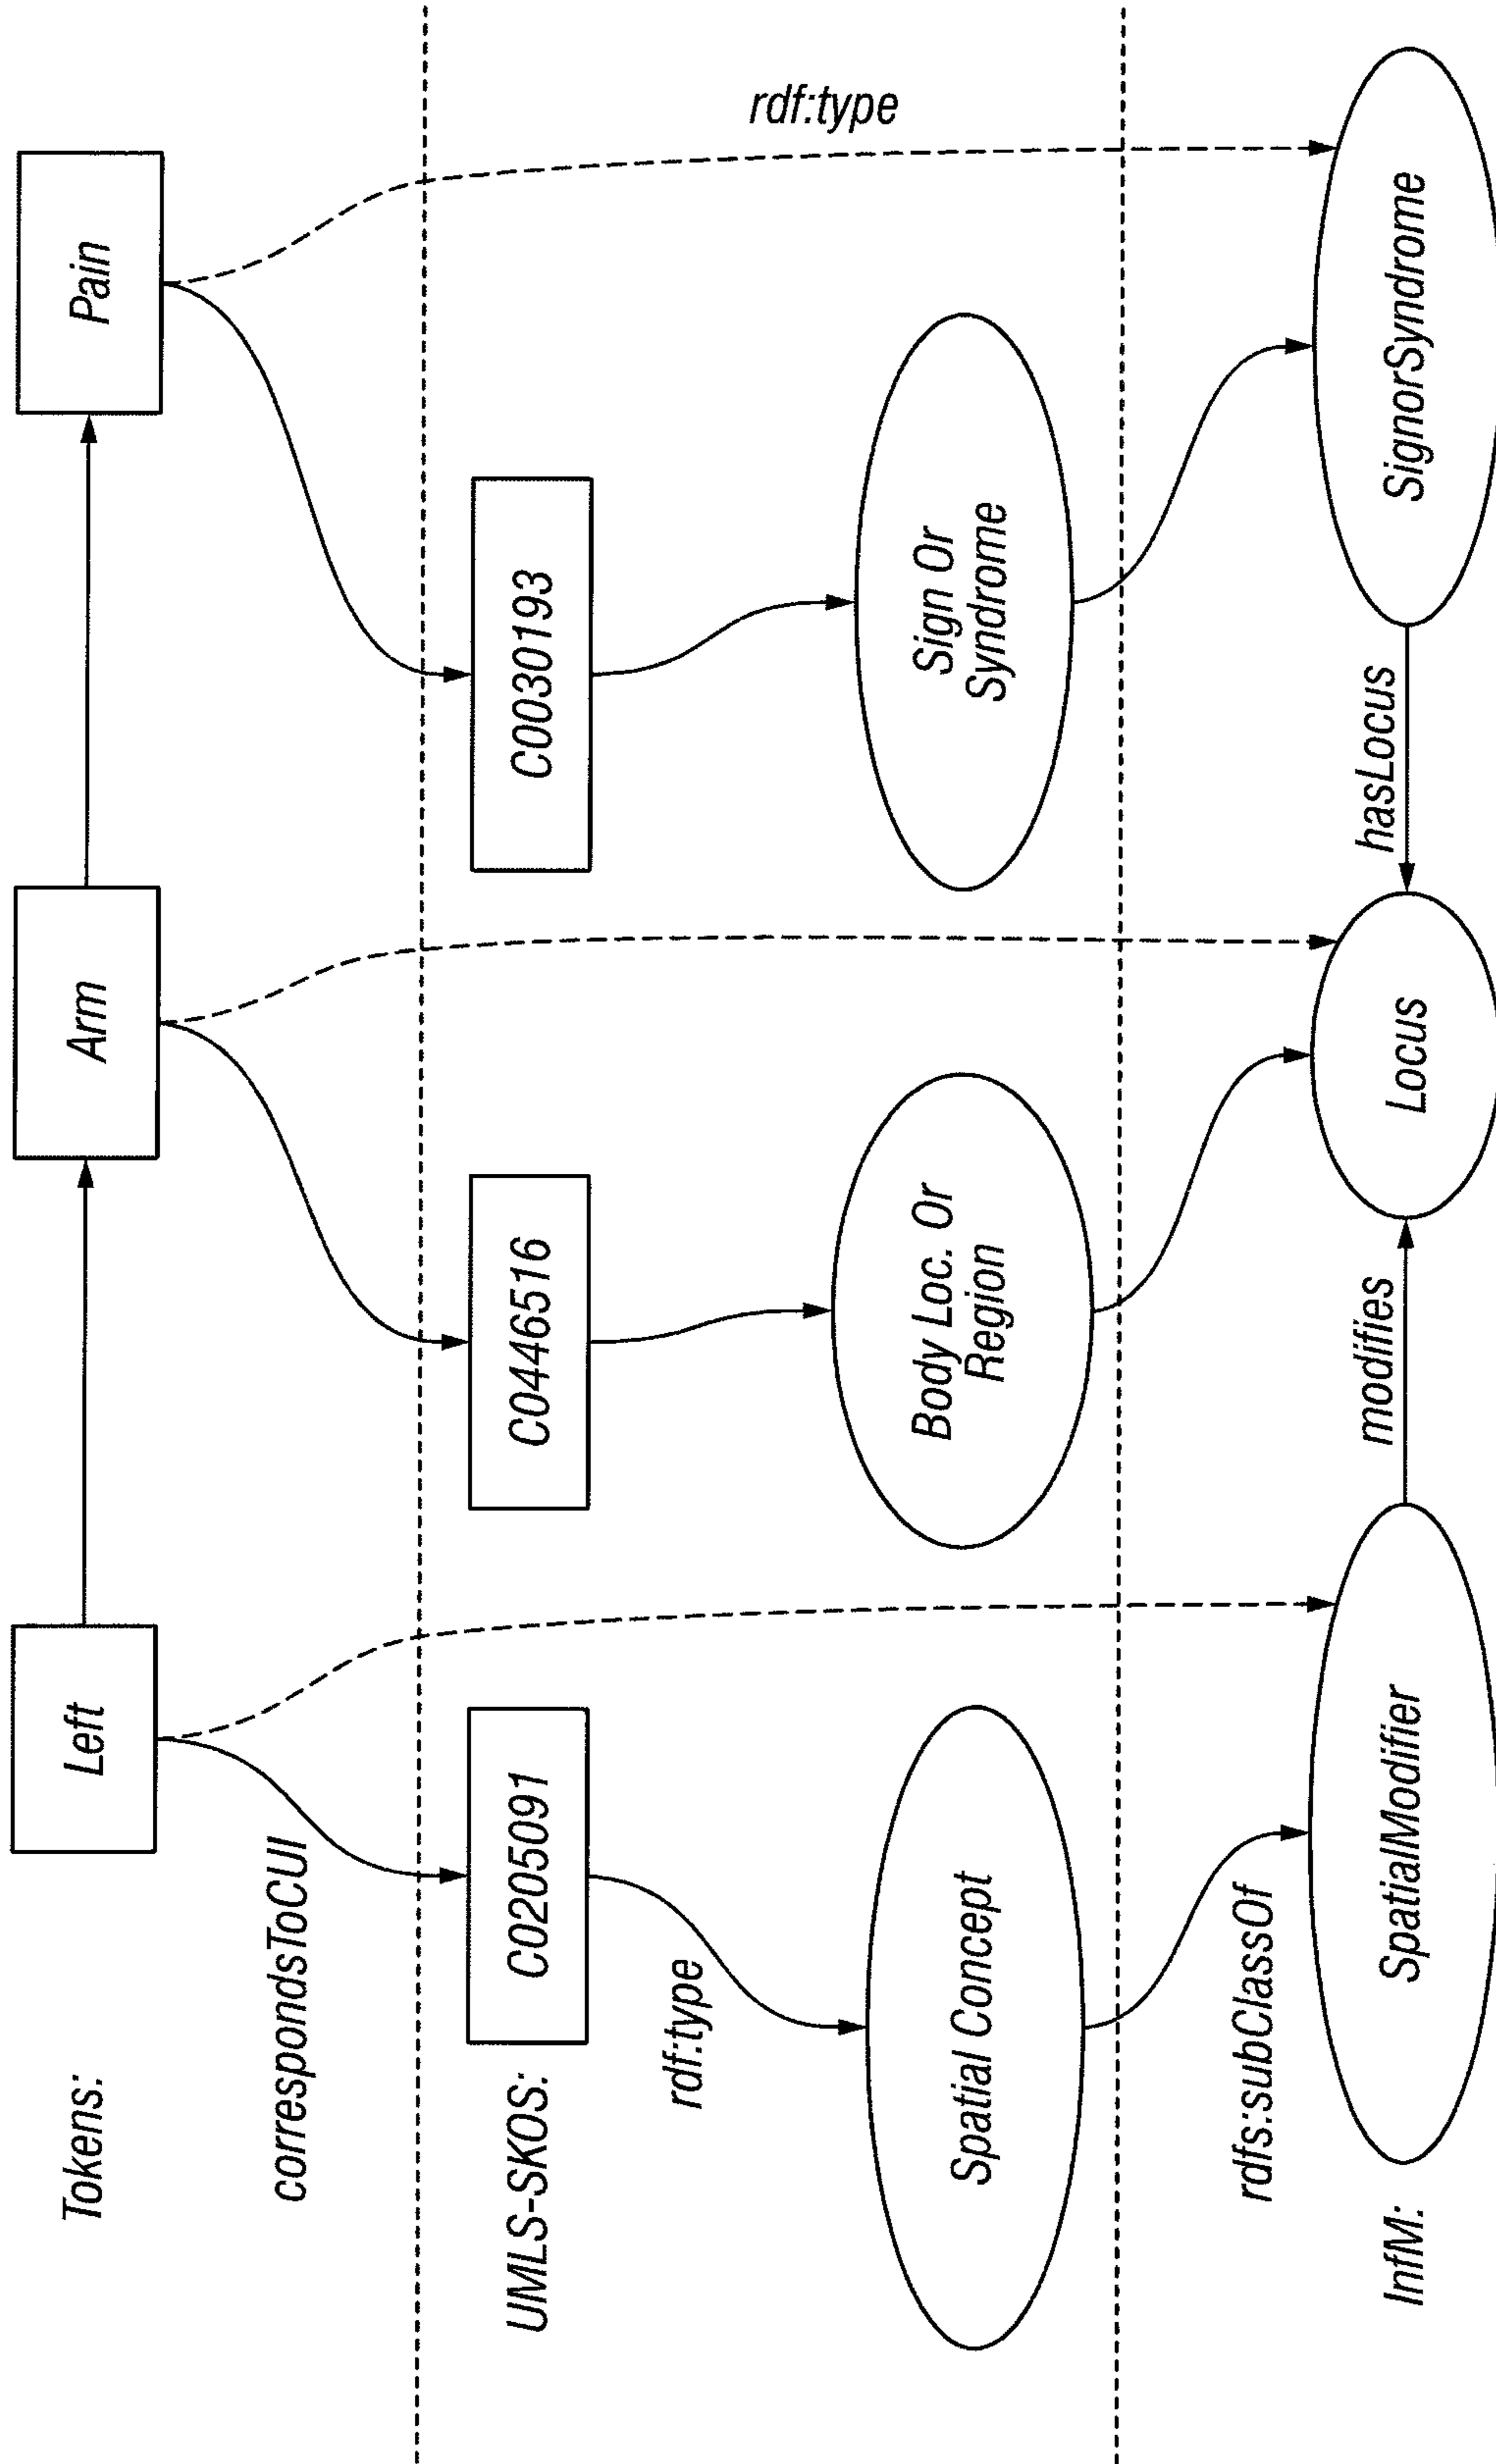 Tokens:
Left
Arm
Pain
correspondsToCUI
UMLS-SKOS:
C0205091
C0446516
C0030193
rdf:type
rdf:type
Spatial Concept
Body Loc. Or
Region
Sign Or
Syndrome
rdfs:subClassOf
InfM:
SpatialModifier
modifies
Locus
hasLocus
SignorSyndrome